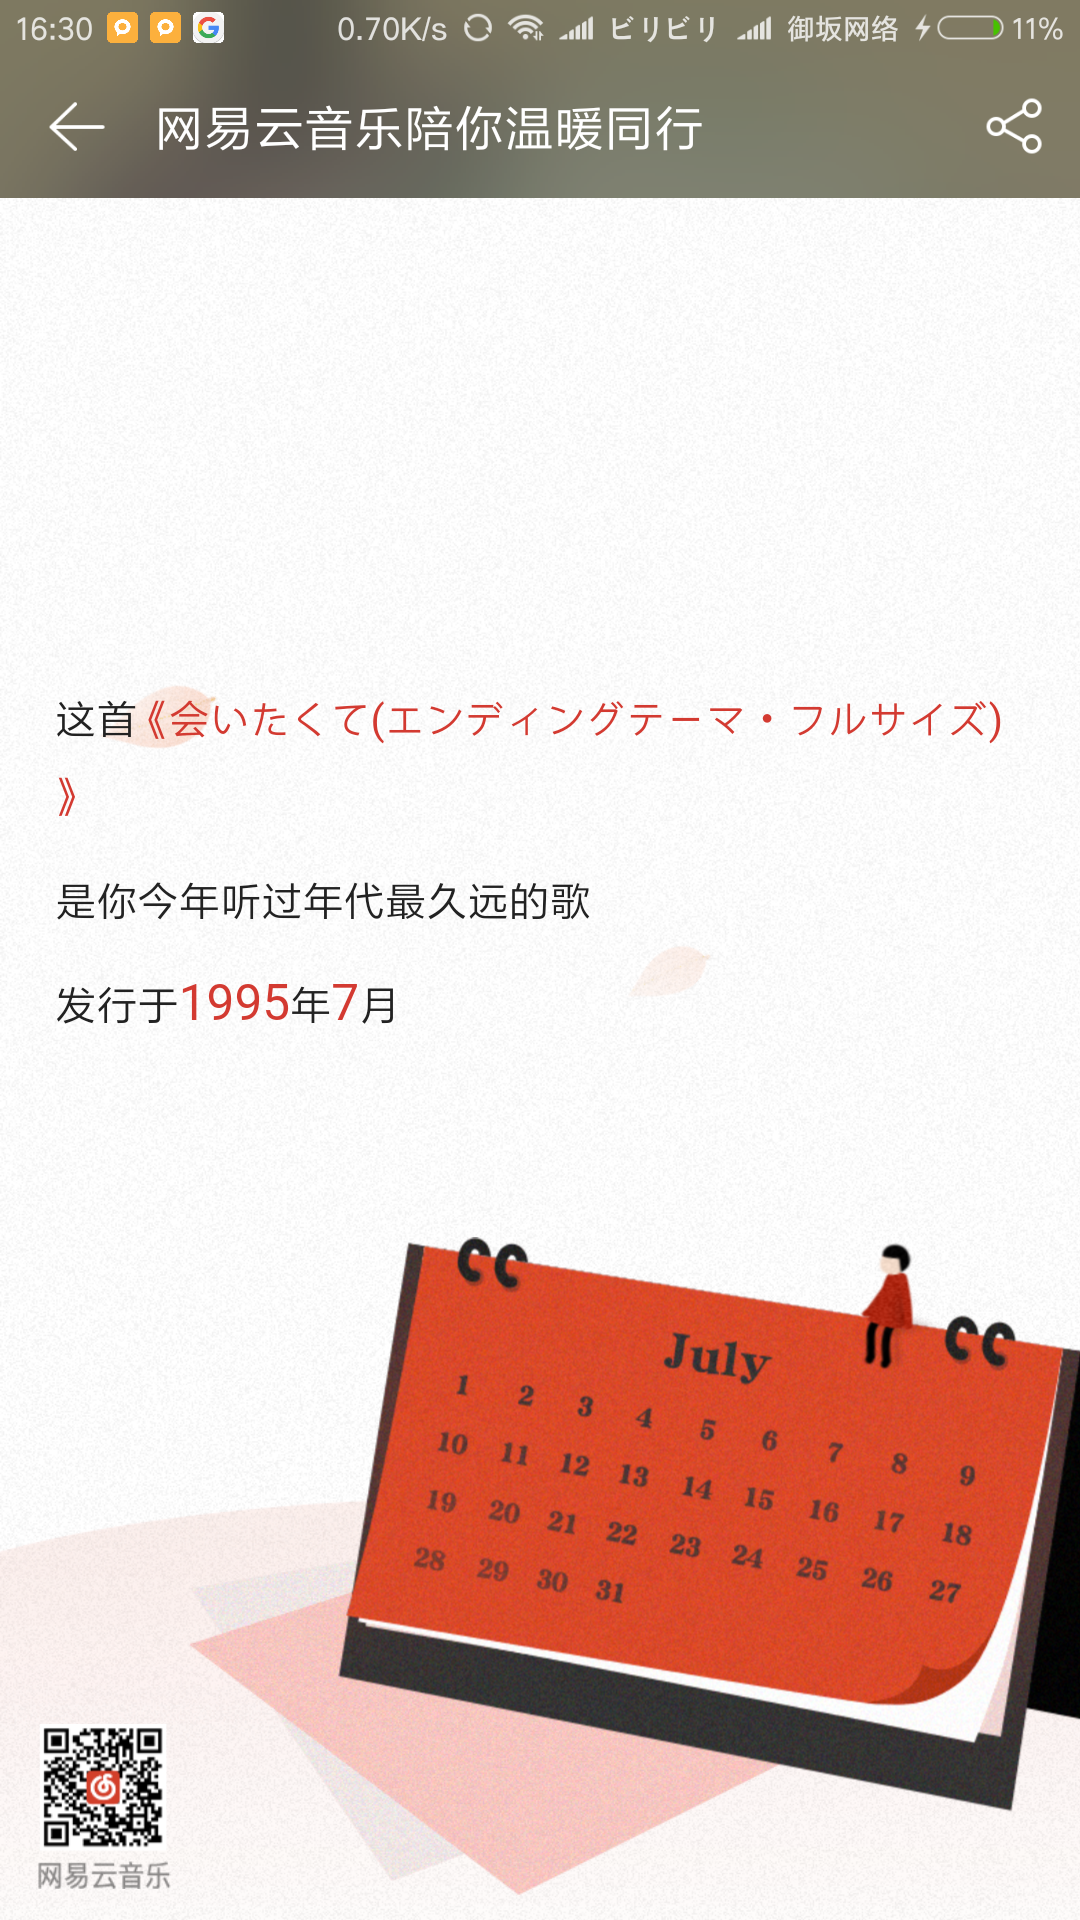 16:30 0.70K/s ビリビリ 御坂网络 11%
网易云音乐陪你温暖同行
这首《会いたくて(エンディングテーマ・フルサイズ)
》
是你今年听过年代最久远的歌
发行于1995年7月
July
1 2 3 4 5 6 7 8 9
10 11 12 13 14 15 16 17 18
19 20 21 22 23 24 25 26 27
28 29 30 31
网易云音乐